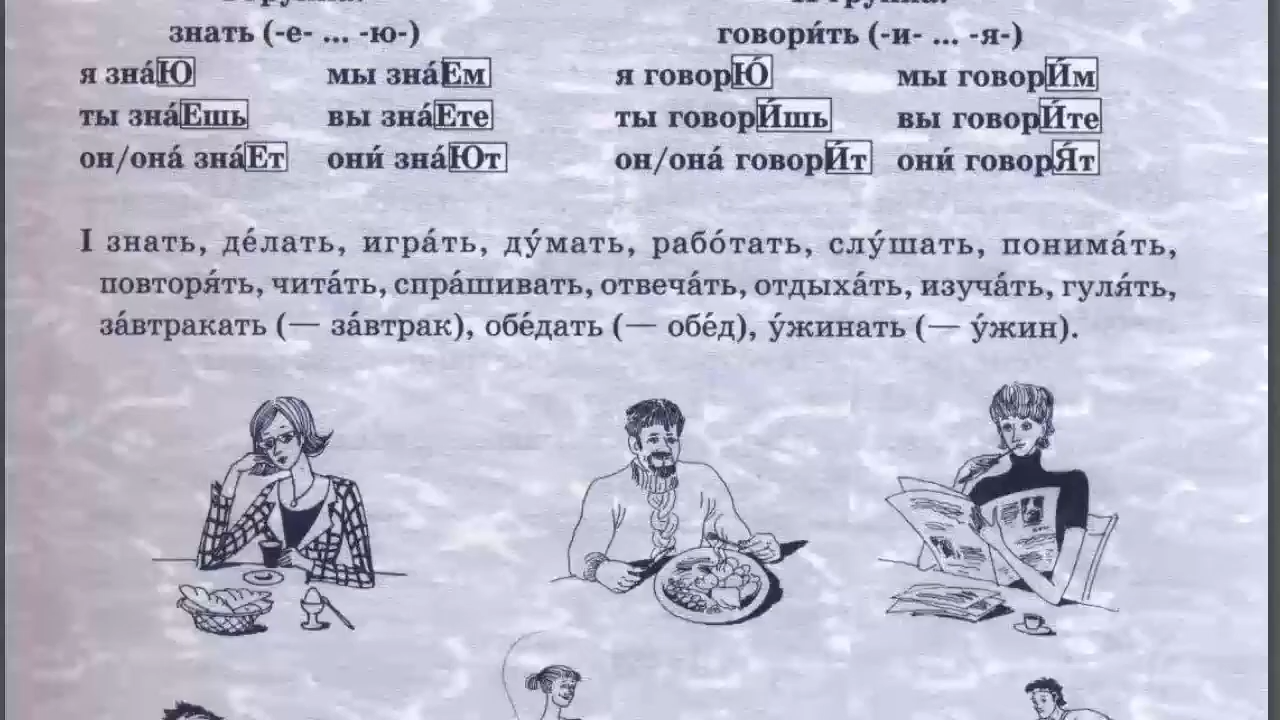 знать (-е- ... -ю-)
говори́ть (-и- ... -я-)
я зна́Ю мы зна́Ем
ты зна́Ешь вы зна́Ете
он/она́ зна́Ет они́ зна́Ют
я говорЮ́ мы говорИ́м
ты говорИ́шь вы говорИ́те
он/она́ говорИ́т они́ говорЯ́т
I знать, де́лать, игра́ть, ду́мать, рабо́тать, слу́шать, понима́ть,
повторя́ть, чита́ть, спра́шивать, отвеча́ть, отдыха́ть, изуча́ть, гуля́ть,
за́втракать (— за́втрак), обе́дать (— обе́д), у́жинать (— у́жин).